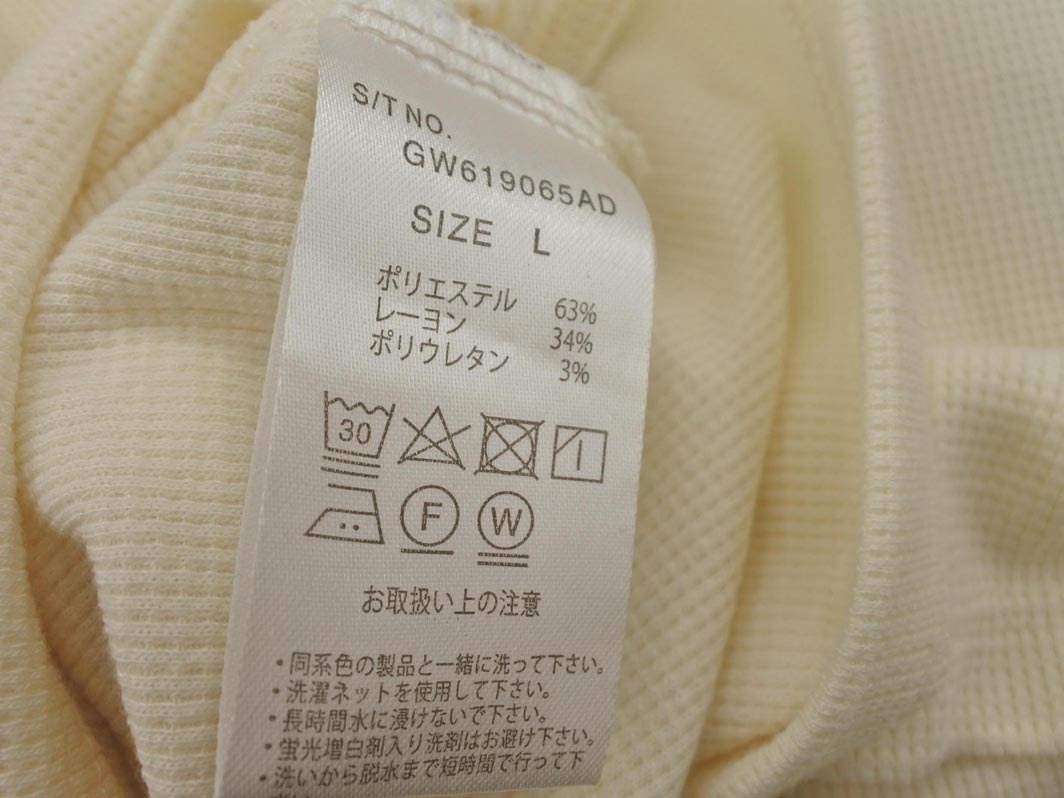 S/T NO.
GW619065AD
SIZE L
ポリエステル 63%
レーヨン 34%
ポリウレタン 3%
30
F W
お取扱い上の注意
・同系色の製品と一緒に洗って下さい。
・洗濯ネットを使用して下さい。
・長時間水に浸けないで下さい。
・蛍光増白剤入り洗剤はお避け下さい。
・洗いから脱水まで短時間で行って下